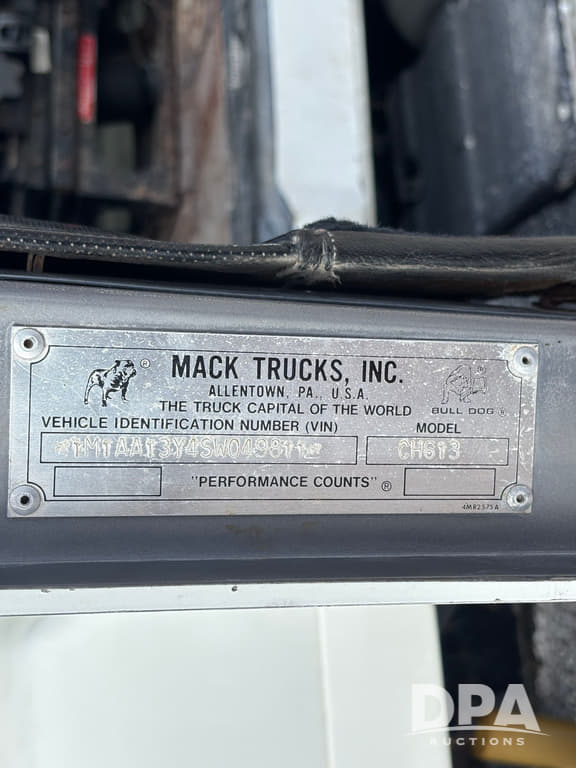 MACK TRUCKS, INC.
ALLENTOWN, PA., U.S.A.
THE TRUCK CAPITAL OF THE WORLD
BULL DOG ®
VEHICLE IDENTIFICATION NUMBER (VIN) MODEL
*1M1AA13Y4SW049811* CH613
"PERFORMANCE COUNTS" ®
4MR2575A
DPA
AUCTIONS